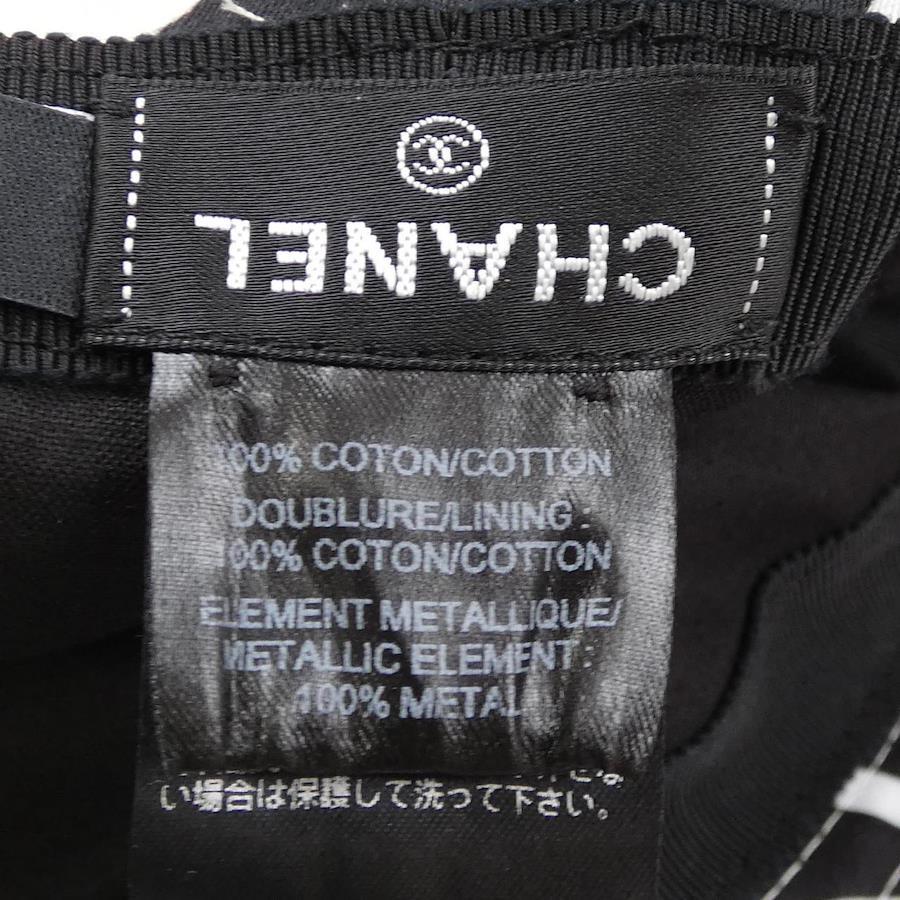 CHANEL
100% COTON/COTTON
DOUBLURE/LINING :
100% COTON/COTTON
ELEMENT METALLIQUE/
METALLIC ELEMENT :
100% METAL
い場合は保護して洗って下さい。